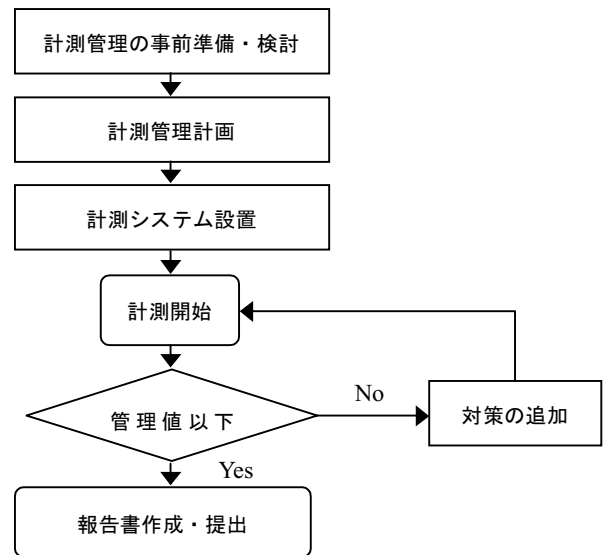 計測管理の事前準備・検討
計測管理計画
計測システム設置
計測開始
管理値以下
No
対策の追加
Yes
報告書作成・提出